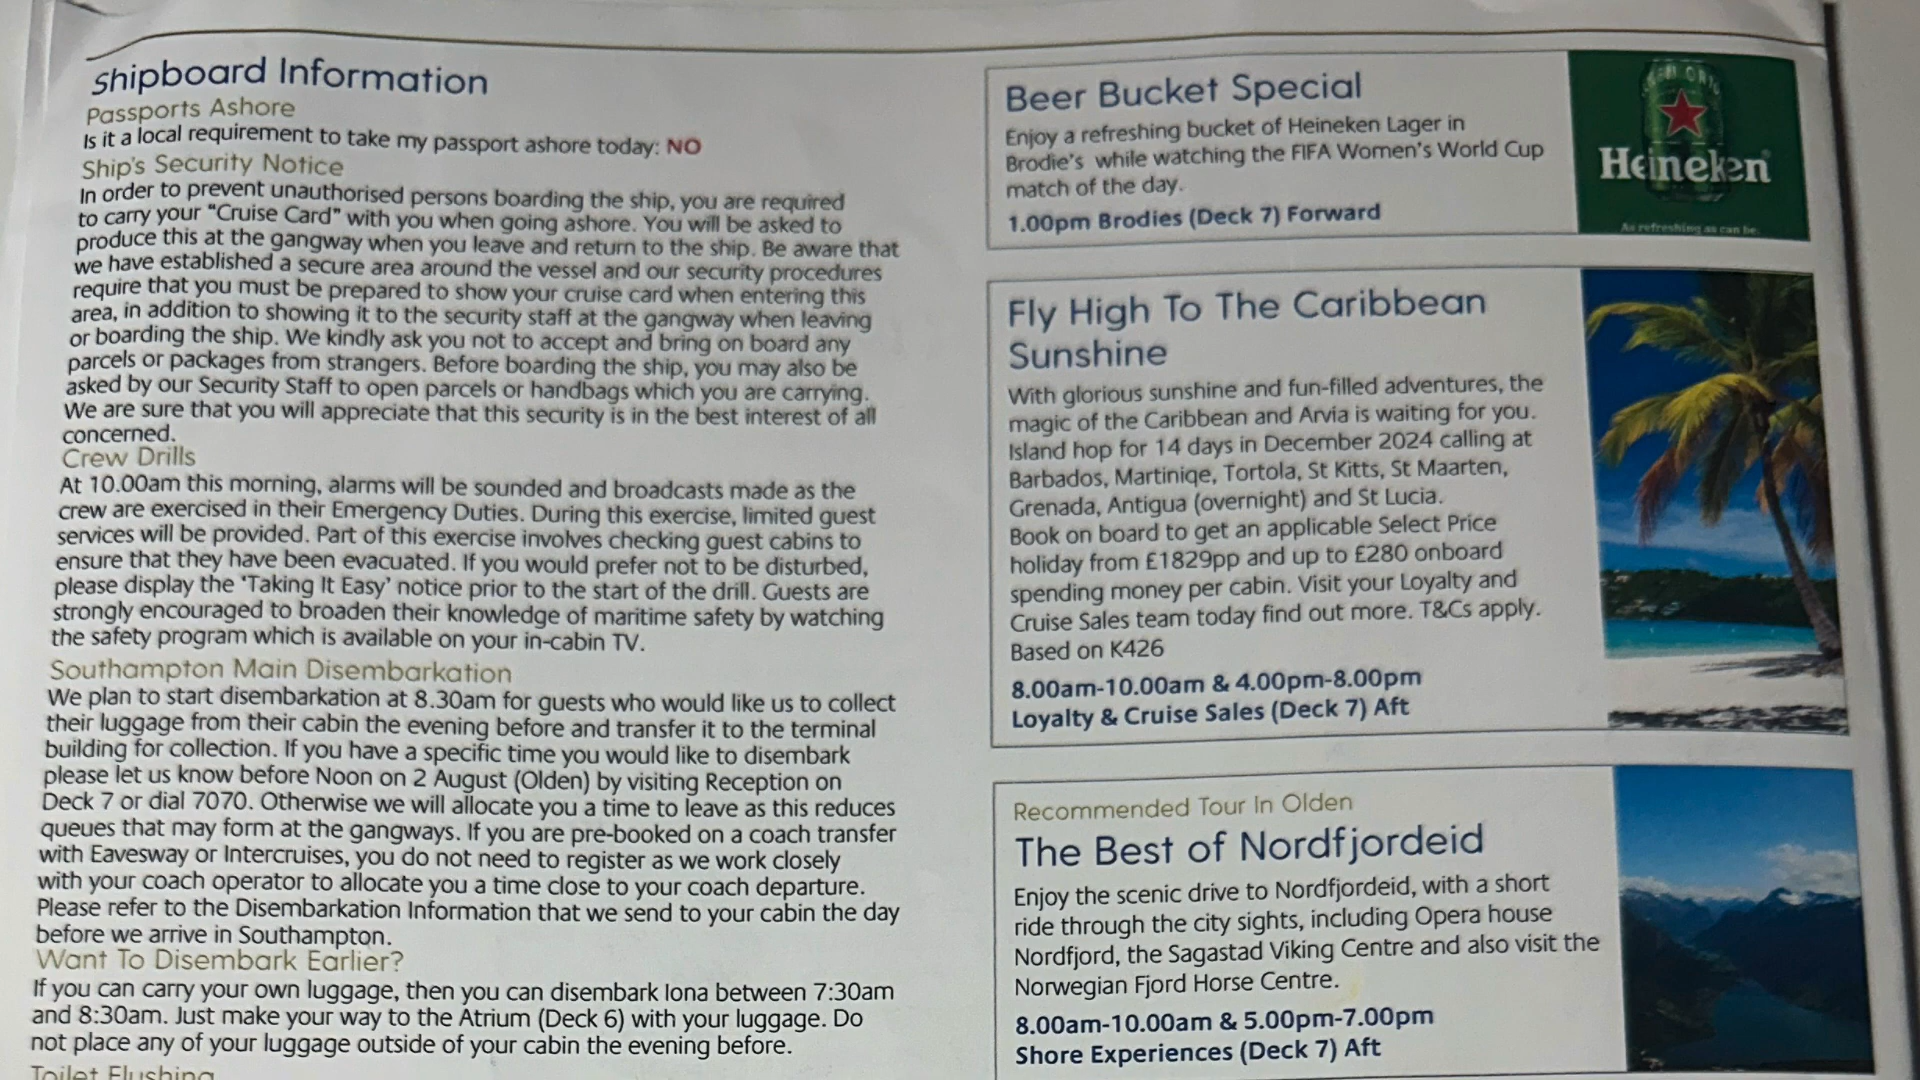 Shipboard Information
Passports Ashore
Is it a local requirement to take my passport ashore today: NO
Ship's Security Notice
In order to prevent unauthorised persons boarding the ship, you are required
to carry your "Cruise Card" with you when going ashore. You will be asked to
produce this at the gangway when you leave and return to the ship. Be aware that
we have established a secure area around the vessel and our security procedures
require that you must be prepared to show your cruise card when entering this
area, in addition to showing it to the security staff at the gangway when leaving
or boarding the ship. We kindly ask you not to accept and bring on board any
parcels or packages from strangers. Before boarding the ship, you may also be
asked by our Security Staff to open parcels or handbags which you are carrying.
We are sure that you will appreciate that this security is in the best interest of all
concerned.
Crew Drills
At 10.00am this morning, alarms will be sounded and broadcasts made as the
crew are exercised in their Emergency Duties. During this exercise, limited guest
services will be provided. Part of this exercise involves checking guest cabins to
ensure that they have been evacuated. If you would prefer not to be disturbed,
please display the 'Taking It Easy' notice prior to the start of the drill. Guests are
strongly encouraged to broaden their knowledge of maritime safety by watching
the safety program which is available on your in-cabin TV.
Southampton Main Disembarkation
We plan to start disembarkation at 8.30am for guests who would like us to collect
their luggage from their cabin the evening before and transfer it to the terminal
building for collection. If you have a specific time you would like to disembark
please let us know before Noon on 2 August (Olden) by visiting Reception on
Deck 7 or dial 7070. Otherwise we will allocate you a time to leave as this reduces
queues that may form at the gangways. If you are pre-booked on a coach transfer
with Eavesway or Intercruises, you do not need to register as we work closely
with your coach operator to allocate you a time close to your coach departure.
Please refer to the Disembarkation Information that we send to your cabin the day
before we arrive in Southampton.
Want To Disembark Earlier?
If you can carry your own luggage, then you can disembark Iona between 7:30am
and 8:30am. Just make your way to the Atrium (Deck 6) with your luggage. Do
not place any of your luggage outside of your cabin the evening before.
Toilet Flushing
Beer Bucket Special
Enjoy a refreshing bucket of Heineken Lager in
Brodie's while watching the FIFA Women's World Cup
match of the day.
1.00pm Brodies (Deck 7) Forward
Heineken
As refreshing as can be.
Fly High To The Caribbean
Sunshine
With glorious sunshine and fun-filled adventures, the
magic of the Caribbean and Arvia is waiting for you.
Island hop for 14 days in December 2024 calling at
Barbados, Martiniqe, Tortola, St Kitts, St Maarten,
Grenada, Antigua (overnight) and St Lucia.
Book on board to get an applicable Select Price
holiday from £1829pp and up to £280 onboard
spending money per cabin. Visit your Loyalty and
Cruise Sales team today find out more. T&Cs apply.
Based on K426
8.00am-10.00am & 4.00pm-8.00pm
Loyalty & Cruise Sales (Deck 7) Aft
Recommended Tour In Olden
The Best of Nordfjordeid
Enjoy the scenic drive to Nordfjordeid, with a short
ride through the city sights, including Opera house
Nordfjord, the Sagastad Viking Centre and also visit the
Norwegian Fjord Horse Centre.
8.00am-10.00am & 5.00pm-7.00pm
Shore Experiences (Deck 7) Aft